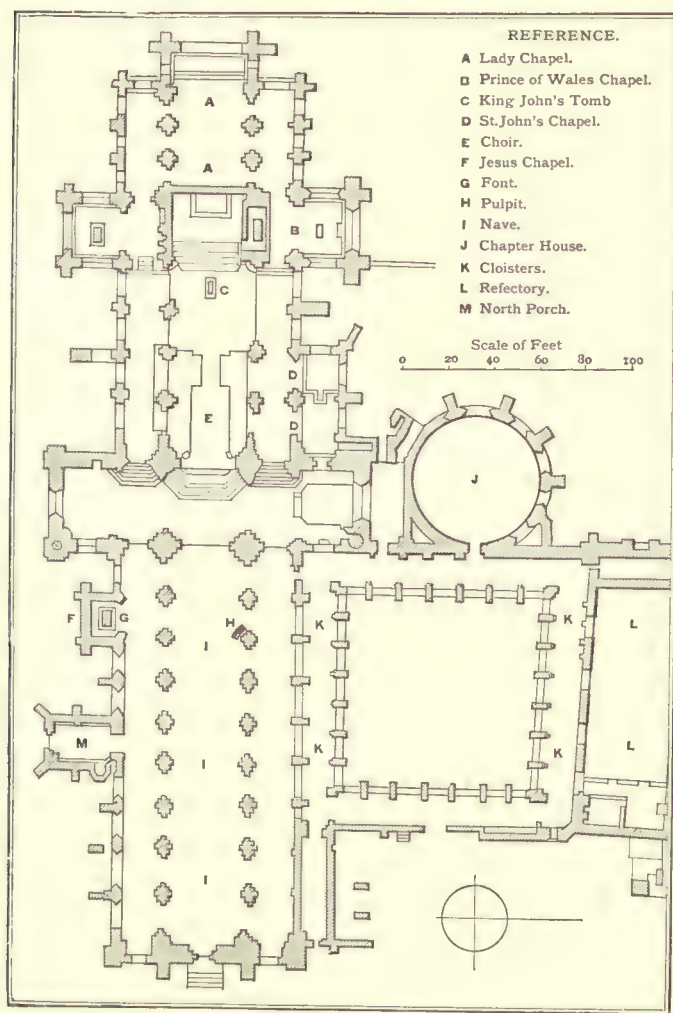 REFERENCE.
A Lady Chapel.
D Prince of Wales Chapel.
C King John's Tomb
D St. John's Chapel.
E Choir.
F Jesus Chapel.
G Font.
H Pulpit.
I Nave.
J Chapter House.
K Cloisters.
L Refectory.
M North Porch.
Scale of Feet
0 20 40 60 80 100
A
A
B
C
D
E
D
J
F G
H
I
K
K
L
M
I
K
K
L
I